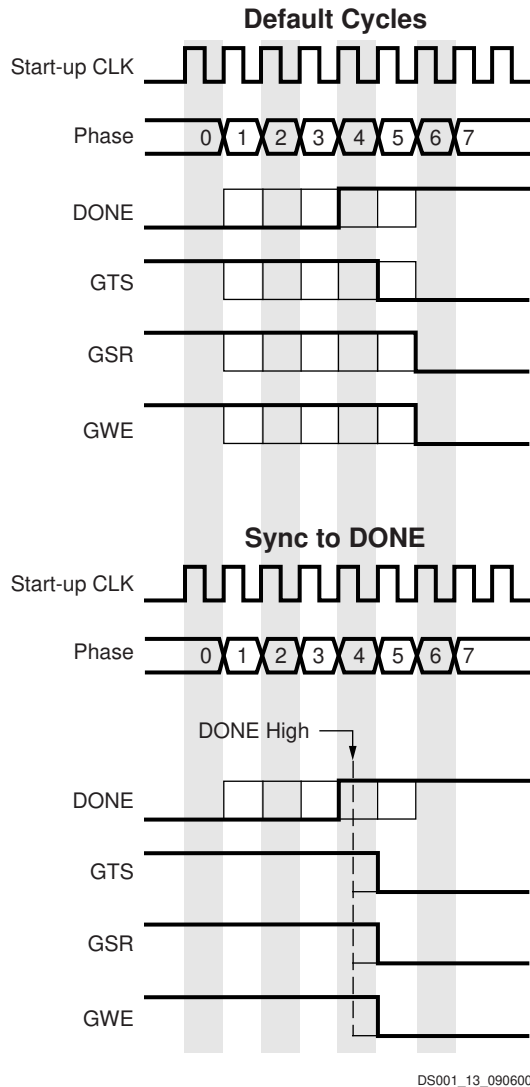 Default Cycles
Start-up CLK
Phase 0 1 2 3 4 5 6 7
DONE
GTS
GSR
GWE
Sync to DONE
Start-up CLK
Phase 0 1 2 3 4 5 6 7
DONE High
DONE
GTS
GSR
GWE
DS001_13_090600